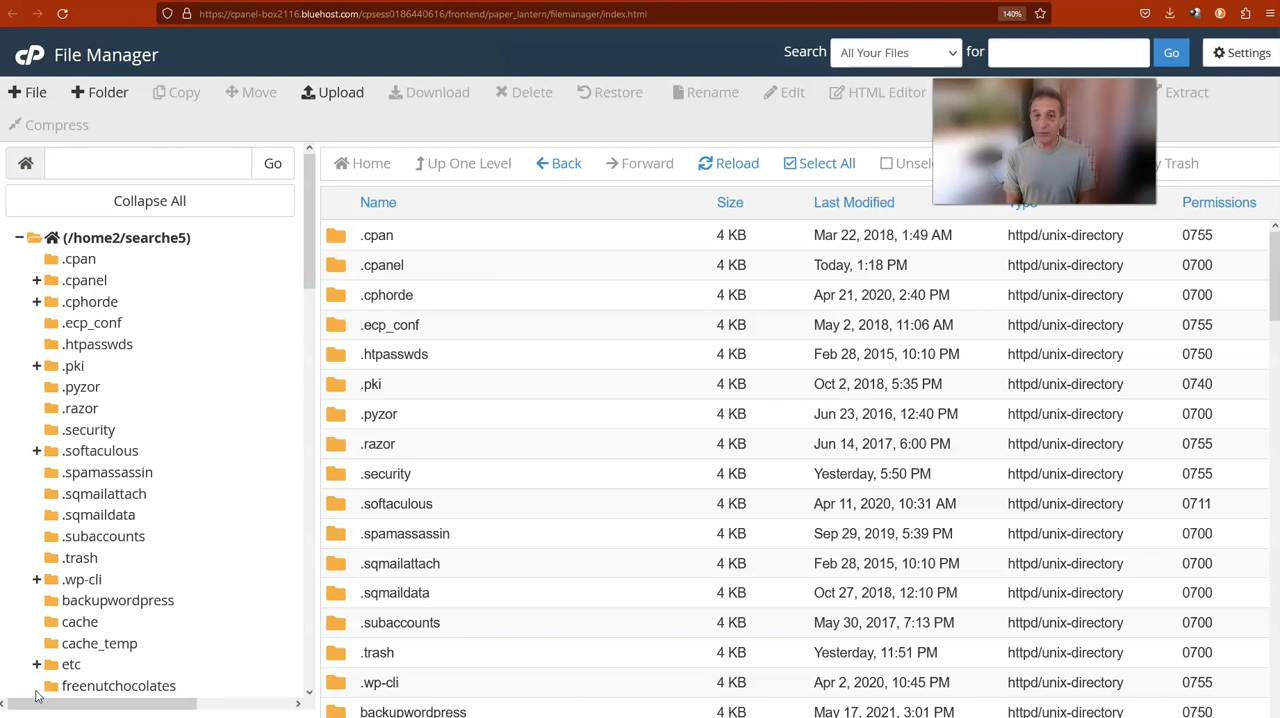 https://cpanel-box2116.bluehost.com/cpsess0186440616/frontend/paper_lantern/filemanager/index.html
140%
cP File Manager
Search
All Your Files
for
Go
Settings
File
Folder
Copy
Move
Upload
Download
Delete
Restore
Rename
Edit
HTML Editor
Extract
Compress
Go
Collapse All
(/home2/searche5)
.cpan
.cpanel
.cphorde
.ecp_conf
.htpasswds
.pki
.pyzor
.razor
.security
.softaculous
.spamassassin
.sqmailattach
.sqmaildata
.subaccounts
.trash
.wp-cli
backupwordpress
cache
cache_temp
etc
freenutchocolates
Home
Up One Level
Back
Forward
Reload
Select All
Unsele
Trash
Name Size Last Modified Type Permissions
.cpan 4 KB Mar 22, 2018, 1:49 AM httpd/unix-directory 0755
.cpanel 4 KB Today, 1:18 PM httpd/unix-directory 0700
.cphorde 4 KB Apr 21, 2020, 2:40 PM httpd/unix-directory 0700
.ecp_conf 4 KB May 2, 2018, 11:06 AM httpd/unix-directory 0755
.htpasswds 4 KB Feb 28, 2015, 10:10 PM httpd/unix-directory 0750
.pki 4 KB Oct 2, 2018, 5:35 PM httpd/unix-directory 0740
.pyzor 4 KB Jun 23, 2016, 12:40 PM httpd/unix-directory 0700
.razor 4 KB Jun 14, 2017, 6:00 PM httpd/unix-directory 0755
.security 4 KB Yesterday, 5:50 PM httpd/unix-directory 0755
.softaculous 4 KB Apr 11, 2020, 10:31 AM httpd/unix-directory 0711
.spamassassin 4 KB Sep 29, 2019, 5:39 PM httpd/unix-directory 0700
.sqmailattach 4 KB Feb 28, 2015, 10:10 PM httpd/unix-directory 0700
.sqmaildata 4 KB Oct 27, 2018, 12:10 PM httpd/unix-directory 0700
.subaccounts 4 KB May 30, 2017, 7:13 PM httpd/unix-directory 0700
.trash 4 KB Yesterday, 11:51 PM httpd/unix-directory 0700
.wp-cli 4 KB Apr 2, 2020, 10:45 PM httpd/unix-directory 0755
backupwordpress 4 KB May 17, 2021, 3:01 PM httpd/unix-directory 0750